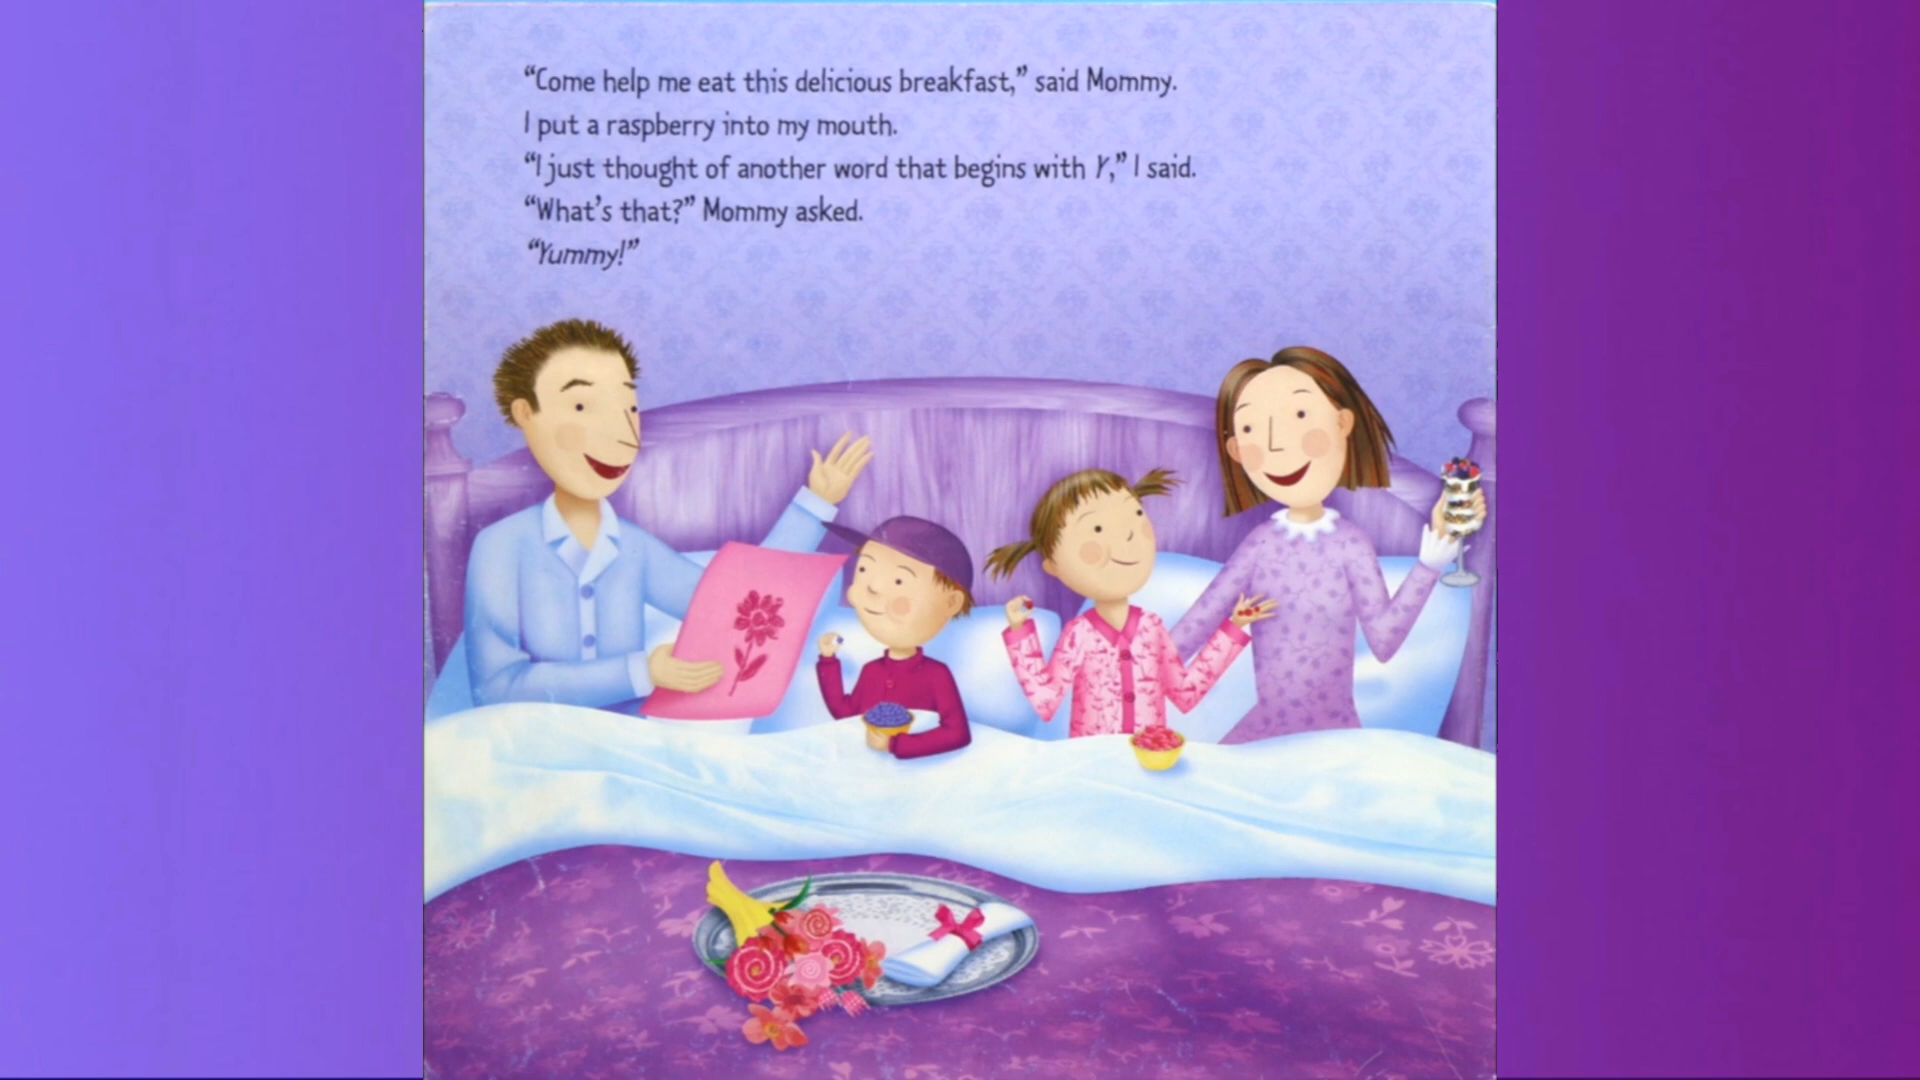 “Come help me eat this delicious breakfast,” said Mommy.
I put a raspberry into my mouth.
“I just thought of another word that begins with Y,” I said.
“What’s that?” Mommy asked.
“Yummy!”